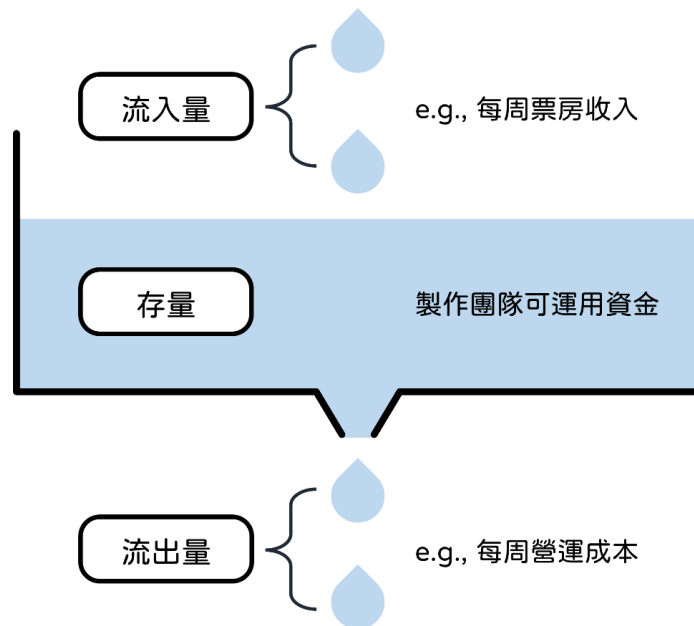 流入量
e.g., 每周票房收入
存量
製作團隊可運用資金
流出量
e.g., 每周營運成本